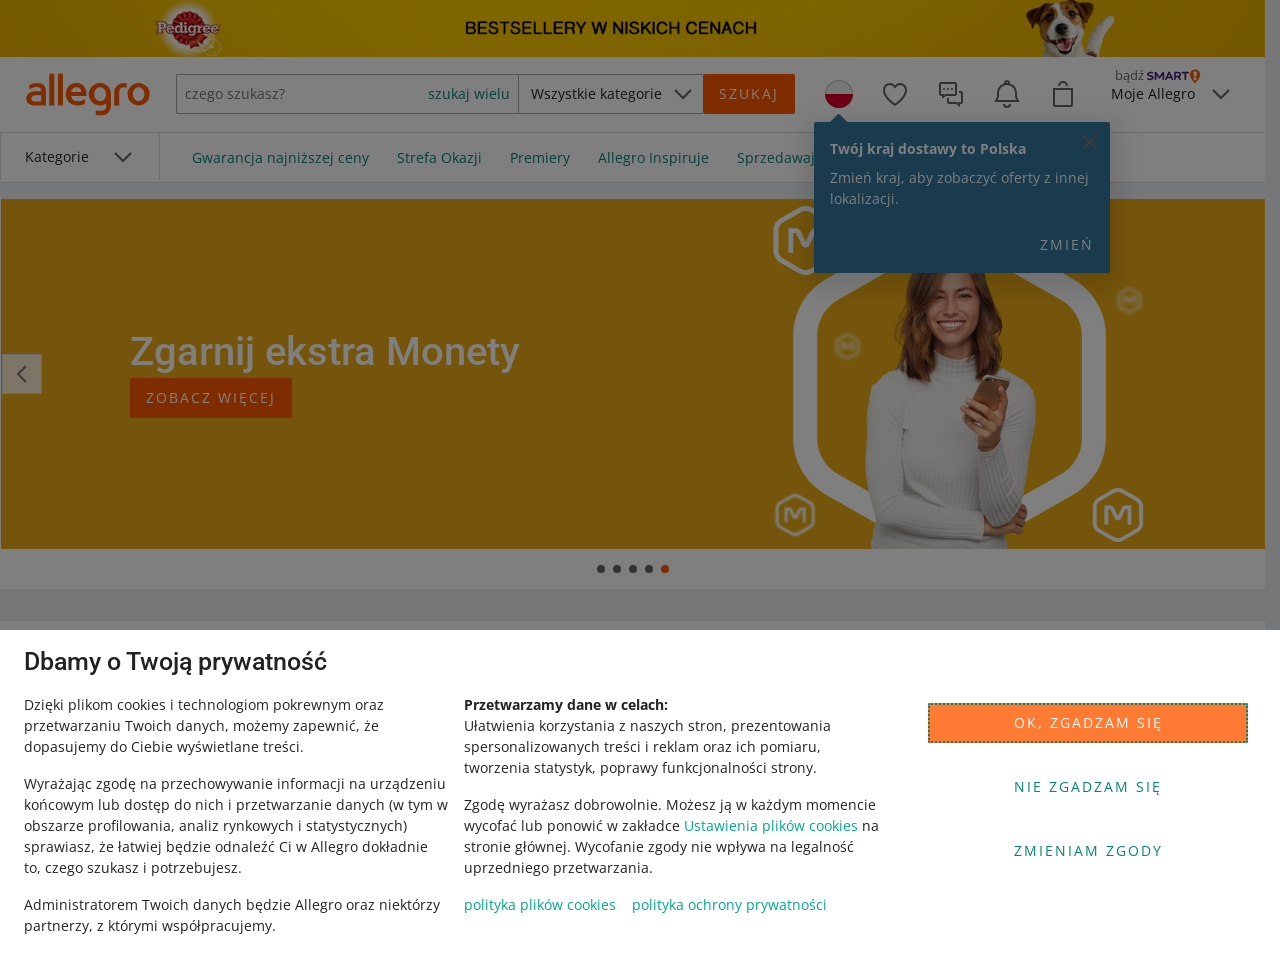 Pedigree
BESTSELLERY W NISKICH CENACH
allegro
czego szukasz?
szukaj wielu
Wszystkie kategorie
SZUKAJ
bądź SMART!
Moje Allegro
Kategorie
Gwarancja najniższej ceny
Strefa Okazji
Premiery
Allegro Inspiruje
Sprzedawaj
Twój kraj dostawy to Polska
Zmień kraj, aby zobaczyć oferty z innej
lokalizacji.
ZMIEŃ
Zgarnij ekstra Monety
ZOBACZ WIĘCEJ
M
M
M
M
M
Dbamy o Twoją prywatność
Dzięki plikom cookies i technologiom pokrewnym oraz
przetwarzaniu Twoich danych, możemy zapewnić, że
dopasujemy do Ciebie wyświetlane treści.
Wyrażając zgodę na przechowywanie informacji na urządzeniu
końcowym lub dostęp do nich i przetwarzanie danych (w tym w
obszarze profilowania, analiz rynkowych i statystycznych)
sprawiasz, że łatwiej będzie odnaleźć Ci w Allegro dokładnie
to, czego szukasz i potrzebujesz.
Administratorem Twoich danych będzie Allegro oraz niektórzy
partnerzy, z którymi współpracujemy.
Przetwarzamy dane w celach:
Ułatwienia korzystania z naszych stron, prezentowania
spersonalizowanych treści i reklam oraz ich pomiaru,
tworzenia statystyk, poprawy funkcjonalności strony.
Zgodę wyrażasz dobrowolnie. Możesz ją w każdym momencie
wycofać lub ponowić w zakładce Ustawienia plików cookies na
stronie głównej. Wycofanie zgody nie wpływa na legalność
uprzedniego przetwarzania.
polityka plików cookies
polityka ochrony prywatności
OK, ZGADZAM SIĘ
NIE ZGADZAM SIĘ
ZMIENIAM ZGODY